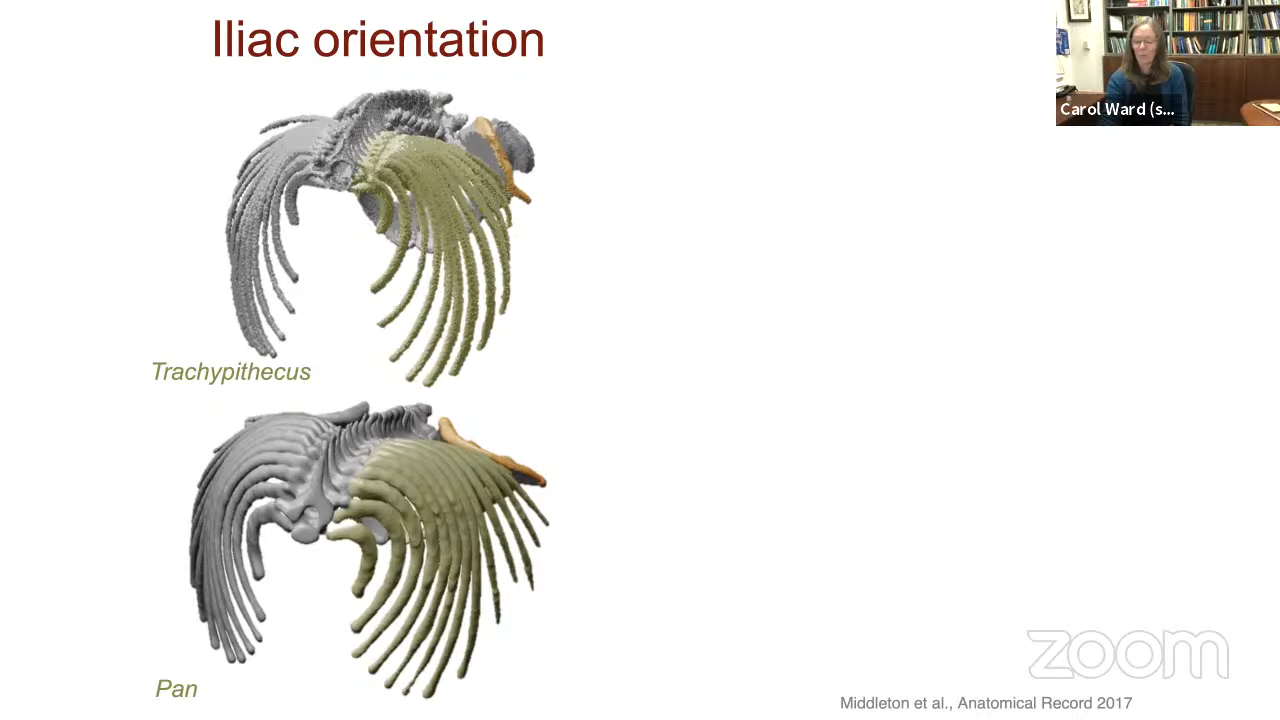 Iliac orientation
Carol Ward (s...
Trachypithecus
Pan
zoom
Middleton et al., Anatomical Record 2017